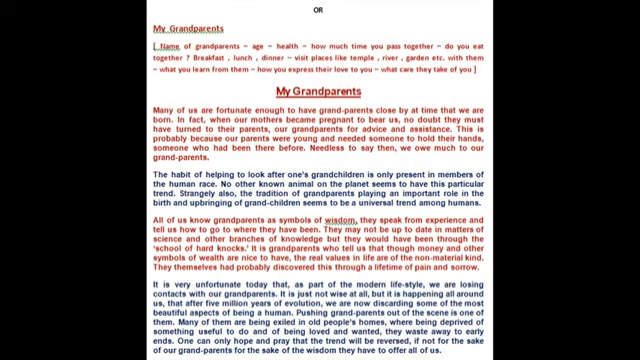 OR
My Grandparents
[ Name of grandparents – age – health – how much time you pass together – do you eat
together ? Breakfast , lunch , dinner – visit places like temple , river , garden etc. with them
– what you learn from them – how you express their love to you – what care they take of you ]
My Grandparents
Many of us are fortunate enough to have grand-parents close by at time that we are
born. In fact, when our mothers became pregnant to bear us, no doubt they must
have turned to their parents, our grandparents for advice and assistance. This is
probably because our parents were young and needed someone to hold their hands,
someone who had been there before. Needless to say then, we owe much to our
grand-parents.
The habit of helping to look after one's grandchildren is only present in members of
the human race. No other known animal on the planet seems to have this particular
trend. Strangely also, the tradition of grandparents playing an important role in the
birth and upbringing of grand-children seems to be a universal trend among humans.
All of us know grandparents as symbols of wisdom, they speak from experience and
tell us how to go to where they have been. They may not be up to date in matters of
science and other branches of knowledge but they would have been through the
'school of hard knocks.' It is grandparents who tell us that though money and other
symbols of wealth are nice to have, the real values in life are of the non-material kind.
They themselves had probably discovered this through a lifetime of pain and sorrow.
It is very unfortunate today that, as part of the modern life-style, we are losing
contacts with our grandparents. It is just not wise at all, but it is happening all around
us, that after five million years of evolution, we are now discarding some of the most
beautiful aspects of being a human. Pushing grandparents out of the scene is one of
them. Many of them are being exiled in old people's homes, where being deprived of
something useful to do and of being loved and wanted, they waste away to early
ends. One can only hope and pray that the trend will be reversed, if not for the sake
of our grand-parents for the sake of the wisdom they have to offer all of us.